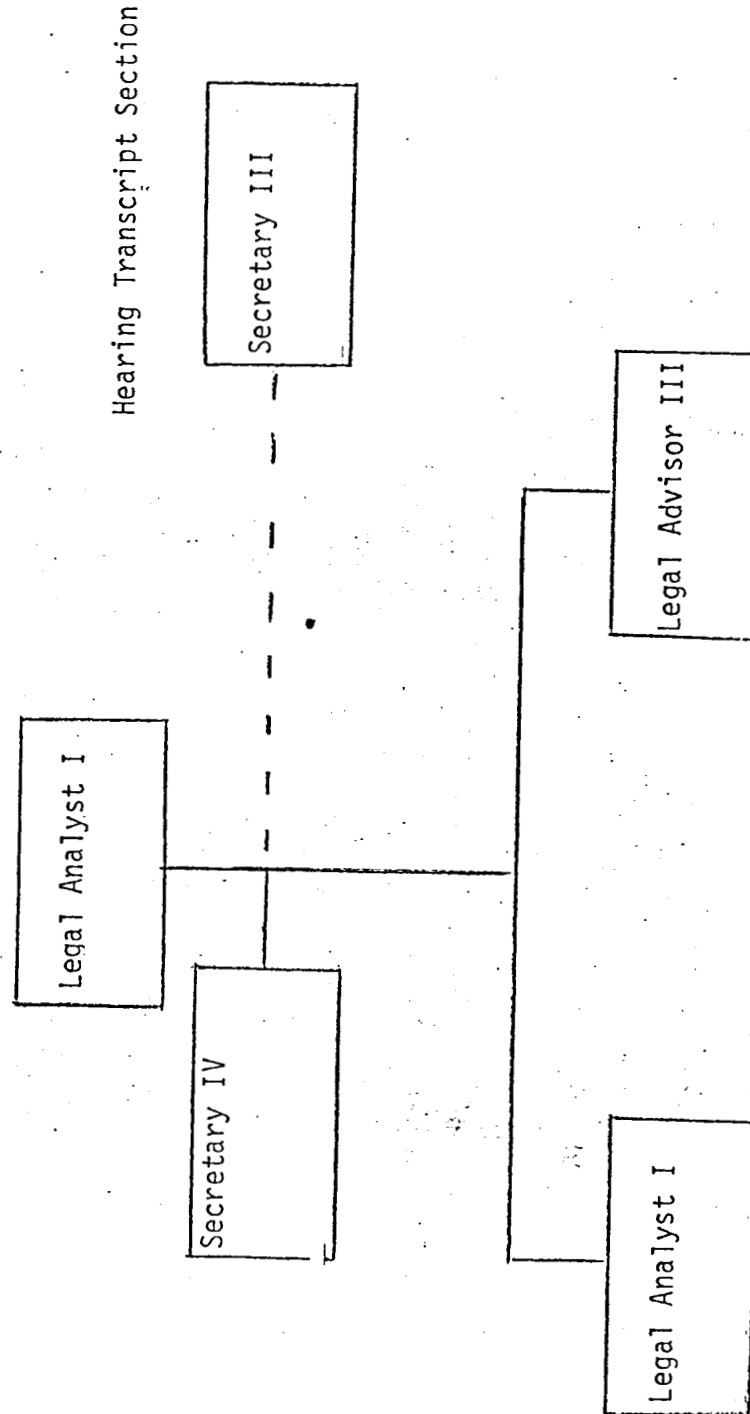 Legal Analyst I
Hearing Transcript Section
Secretary IV
Secretary III
Legal Analyst I
Legal Advisor III